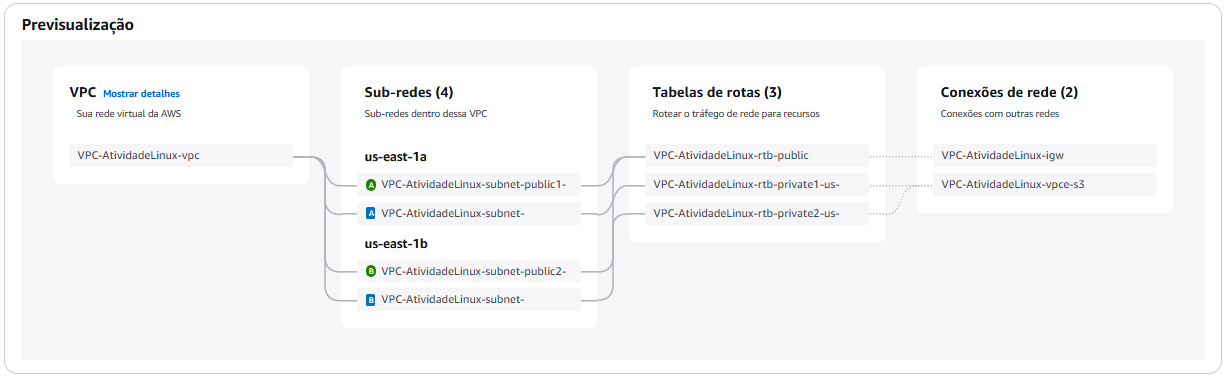 Previsualização
VPC Mostrar detalhes
Sua rede virtual da AWS
VPC-AtividadeLinux-vpc
Sub-redes (4)
Sub-redes dentro dessa VPC
us-east-1a
A VPC-AtividadeLinux-subnet-public1-
A VPC-AtividadeLinux-subnet-
us-east-1b
B VPC-AtividadeLinux-subnet-public2-
B VPC-AtividadeLinux-subnet-
Tabelas de rotas (3)
Rotear o tráfego de rede para recursos
VPC-AtividadeLinux-rtb-public
VPC-AtividadeLinux-rtb-private1-us-
VPC-AtividadeLinux-rtb-private2-us-
Conexões de rede (2)
Conexões com outras redes
VPC-AtividadeLinux-igw
VPC-AtividadeLinux-vpce-s3